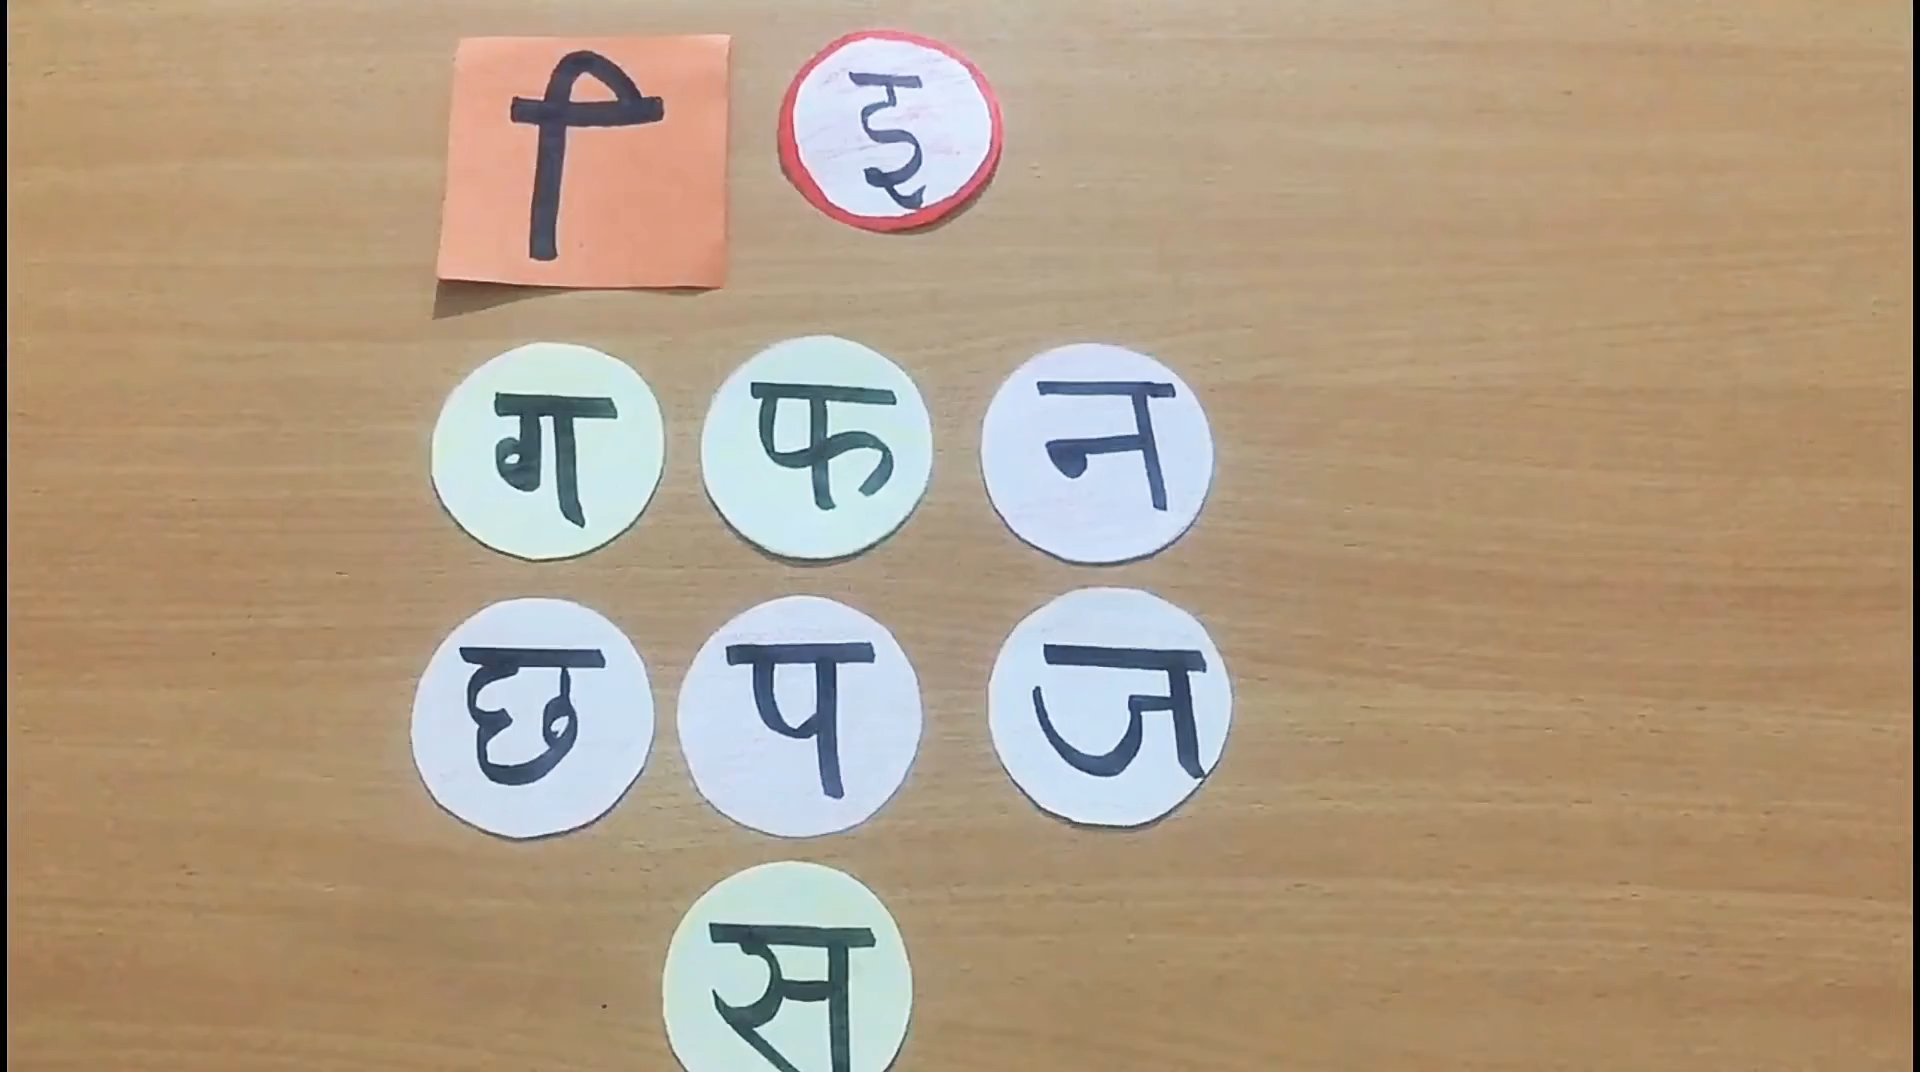 ि इ
ग फ न
छ प ज
स